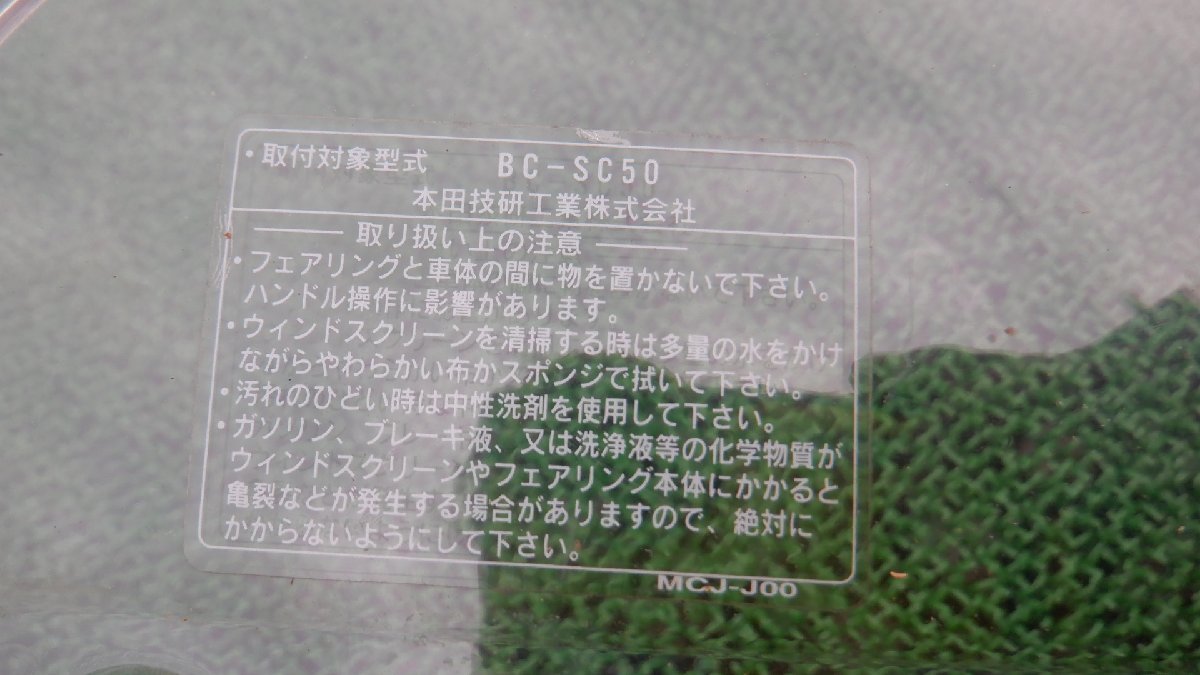 ・取付対象型式 BC-SC50
本田技研工業株式会社
取り扱い上の注意
・フェアリングと車体の間に物を置かないで下さい。
ハンドル操作に影響があります。
・ウィンドスクリーンを清掃する時は多量の水をかけ
ながらやわらかい布かスポンジで拭いて下さい。
・汚れのひどい時は中性洗剤を使用して下さい。
・ガソリン、ブレーキ液、又は洗浄液等の化学物質が
ウィンドスクリーンやフェアリング本体にかかると
亀裂などが発生する場合がありますので、絶対に
かからないようにして下さい。
MCJ-J00